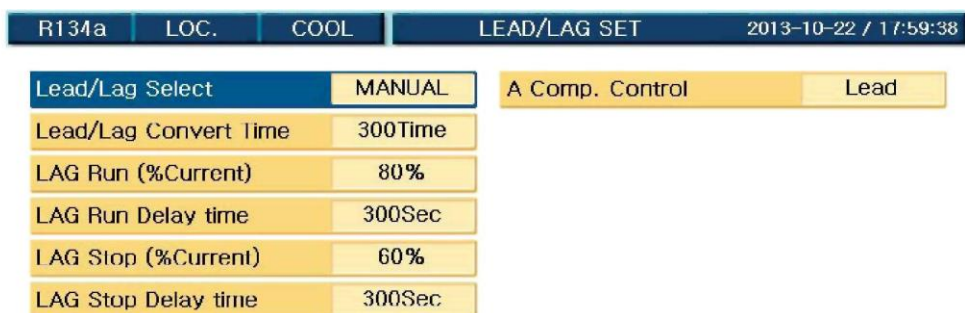 R134a LOC. COOL LEAD/LAG SET 2013-10-22 / 17:59:38
Lead/Lag Select MANUAL A Comp. Control Lead
Lead/Lag Convert Time 300Time
LAG Run (%Current) 80%
LAG Run Delay time 300Sec
LAG Stop (%Current) 60%
LAG Stop Delay time 300Sec